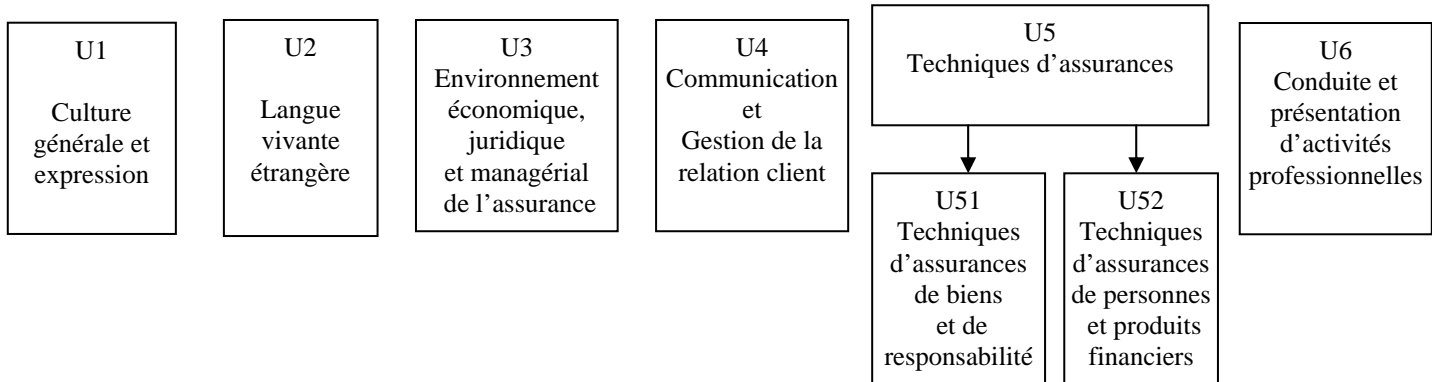 U1
Culture
générale et
expression
U2
Langue
vivante
étrangère
U3
Environnement
économique,
juridique
et managérial
de l’assurance
U4
Communication
et
Gestion de la
relation client
U5
Techniques d’assurances
U51
Techniques
d’assurances
de biens
et de
responsabilité
U52
Techniques
d’assurances
de personnes
et produits
financiers
U6
Conduite et
présentation
d’activités
professionnelles